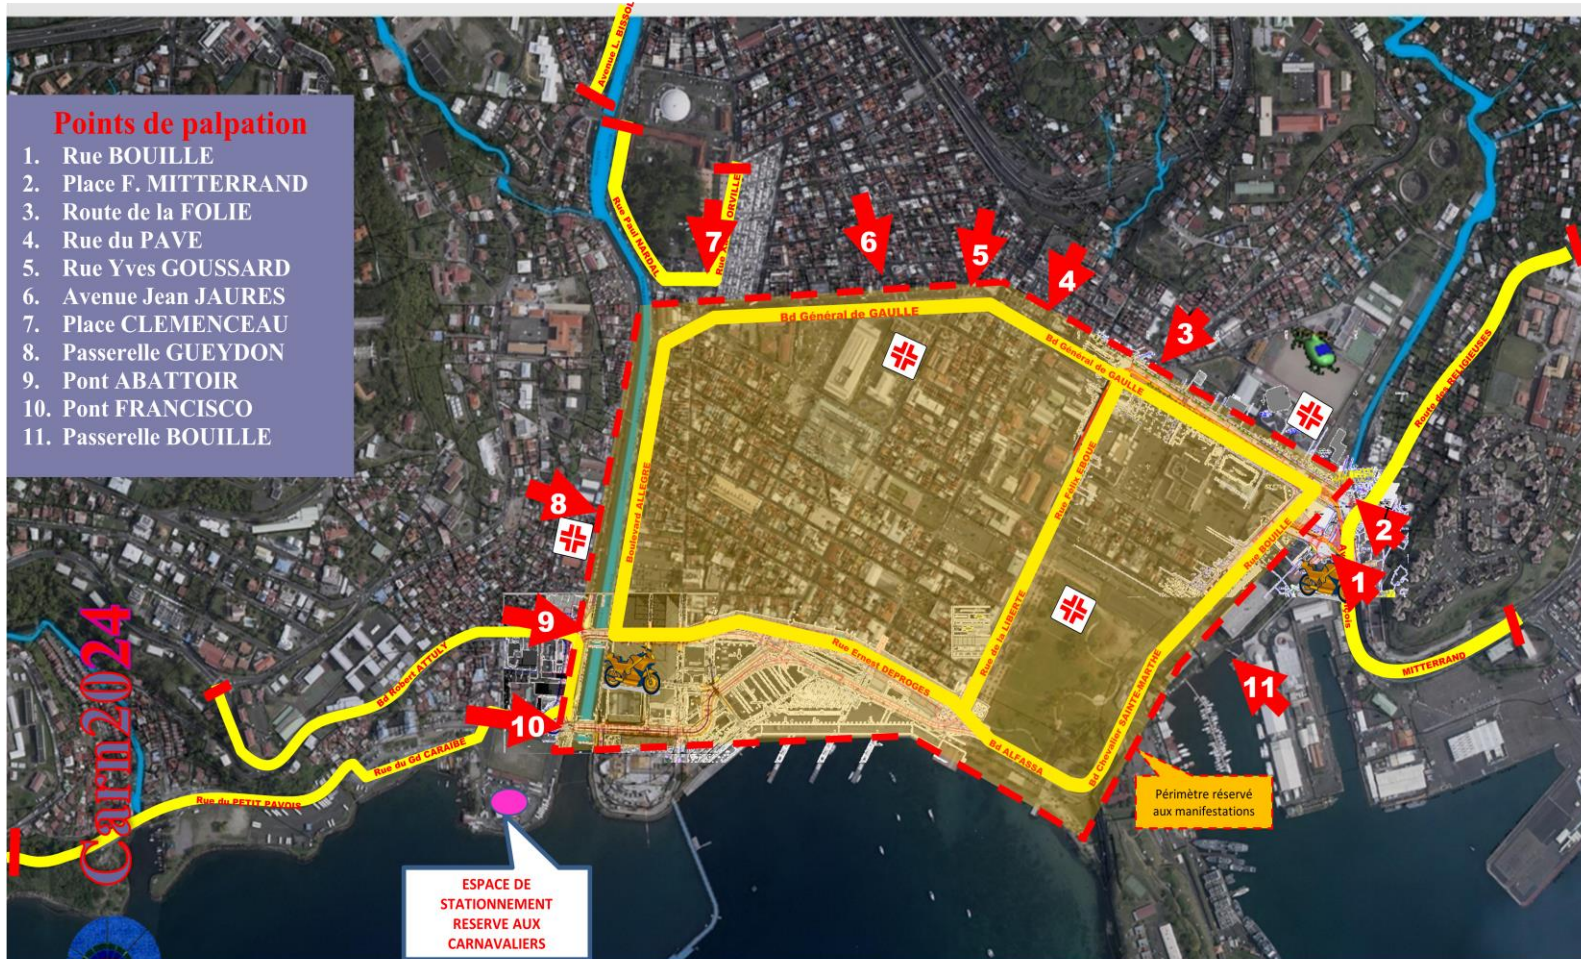 Points de palpation
1. Rue BOUILLE
2. Place F. MITTERRAND
3. Route de la FOLIE
4. Rue du PAVE
5. Rue Yves GOUSSARD
6. Avenue Jean JAURES
7. Place CLEMENCEAU
8. Passerelle GUEYDON
9. Pont ABATTOIR
10. Pont FRANCISCO
11. Passerelle BOUILLE
Avenue L. BISSOL
Rue Paul NARDAL
ORVILLE
7
6
5
4
3
Bd Général de GAULLE
Bd Général de GAULLE
Route des RELIGIEUSES
Boulevard ALLEGRE
Rue Felix EBOUE
Rue BOUILLE
8
2
1
9
MITTERRAND
Bd Robert ATTULY
Rue Ernest DEPROGES
Rue de la LIBERTE
Bd Chevalier SAINTE-MARTHE
11
10
Rue du Gd CARAIBE
Bd ALFASSA
Rue du PETIT PAVOIS
Périmètre réservé
aux manifestations
Carn2024
ESPACE DE
STATIONNEMENT
RESERVE AUX
CARNAVALIERS